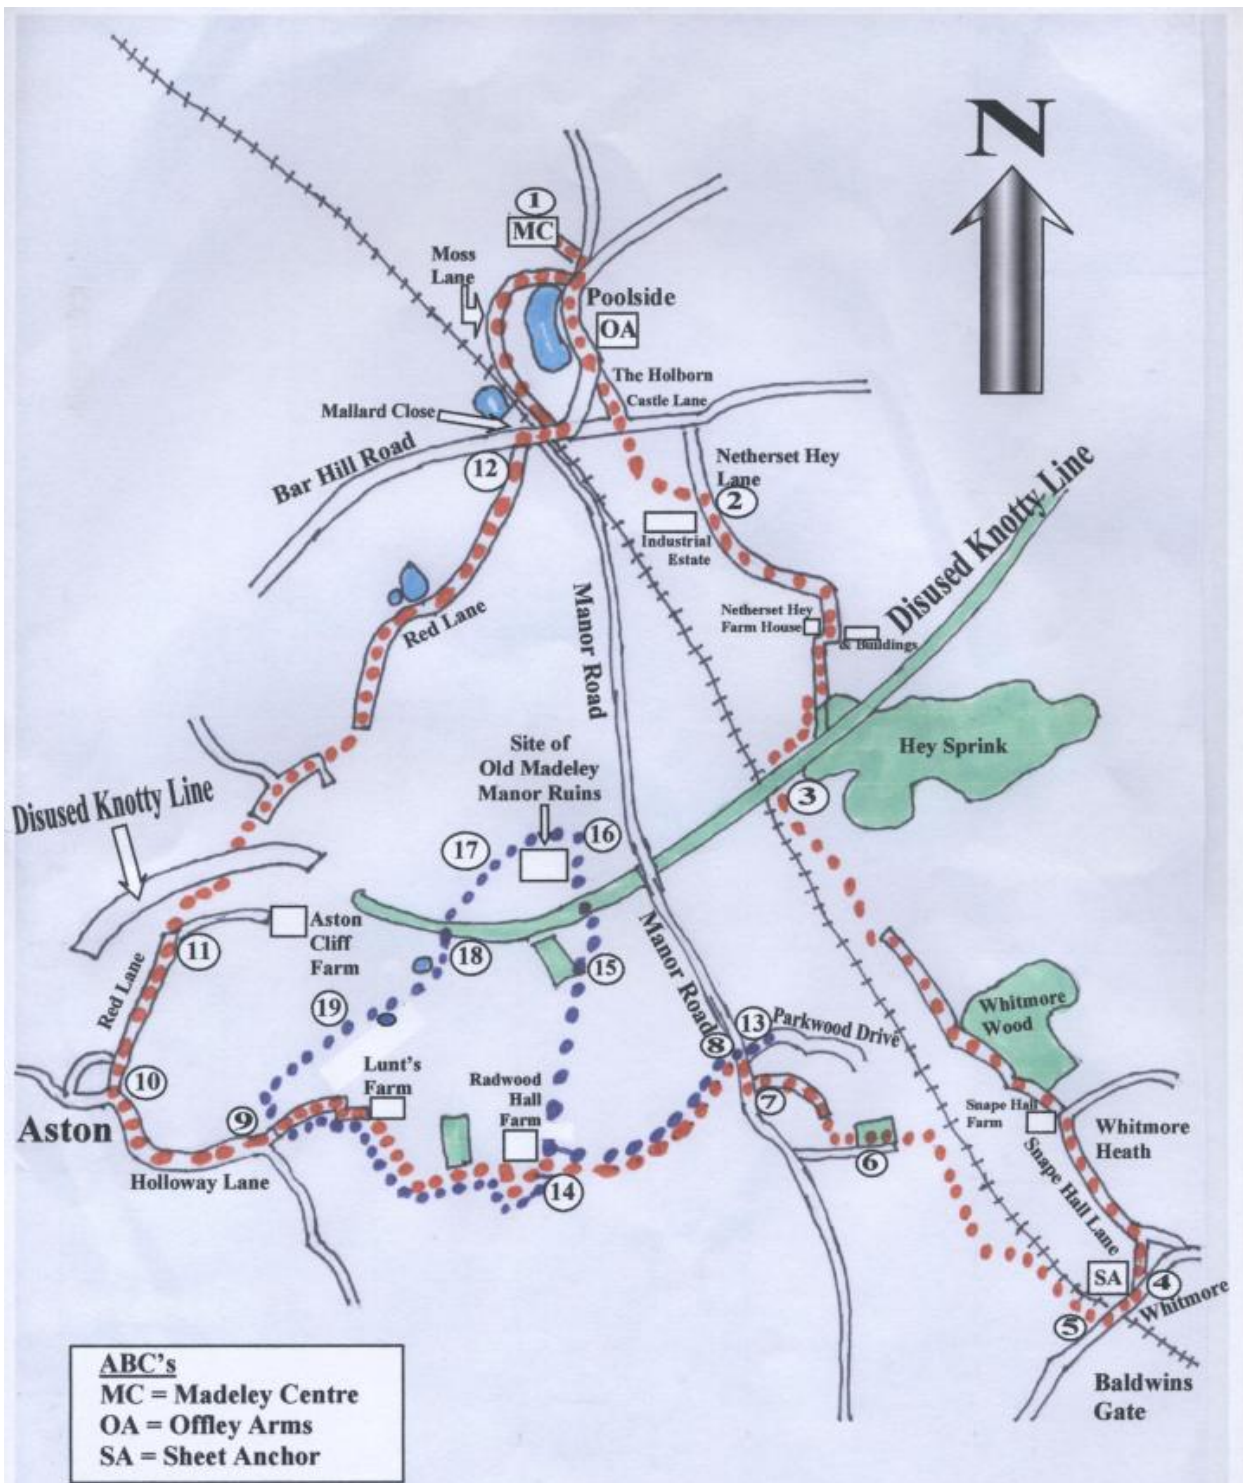 N
1
MC
Moss
Lane
Poolside
OA
The Holborn
Castle Lane
Mallard Close
Bar Hill Road
12
Netherset Hey
Lane
2
Industrial
Estate
Disused Knotty Line
Red Lane
Manor Road
Netherset Hey
Farm House
& Buildings
Hey Sprink
3
Site of
Old Madeley
Manor Ruins
Disused Knotty Line
16
17
Aston
Cliff
Farm
11
18
15
Manor Road
Red Lane
19
Whitmore
Wood
13
Parkwood Drive
8
10
Lunt's
Farm
Radwood
Hall
Farm
7
Snape Hall
Farm
Whitmore
Heath
9
Aston
Holloway Lane
6
14
Snape Hall Lane
SA
4
Whitmore
5
Baldwins
Gate
ABC's
MC = Madeley Centre
OA = Offley Arms
SA = Sheet Anchor